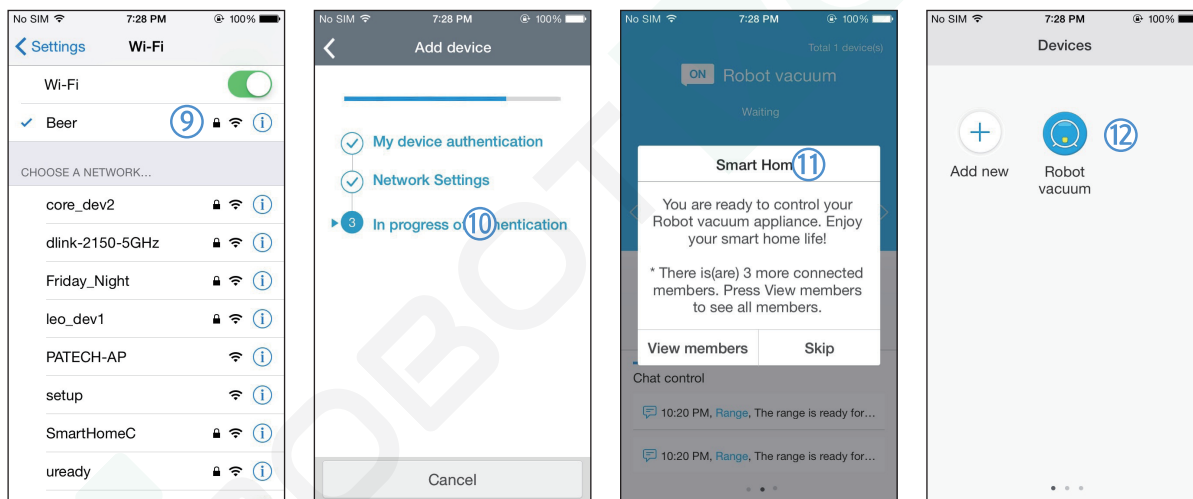 No SIM 7:28 PM 100%
Settings Wi-Fi
Wi-Fi
Beer ⑨
CHOOSE A NETWORK...
core_dev2
dlink-2150-5GHz
Friday_Night
leo_dev1
PATECH-AP
setup
SmartHomeC
uready
No SIM 7:28 PM 100%
Add device
My device authentication
Network Settings
3 In progress of ⑩hentication
Cancel
No SIM 7:28 PM 100%
Total 1 device(s)
ON Robot vacuum
Waiting
Smart Hom ⑪
You are ready to control your
Robot vacuum appliance. Enjoy
your smart home life!
* There is(are) 3 more connected
members. Press View members
to see all members.
View members Skip
Chat control
10:20 PM, Range, The range is ready for…
10:20 PM, Range, The range is ready for…
No SIM 7:28 PM 100%
Devices
⑫
Add new Robot
vacuum